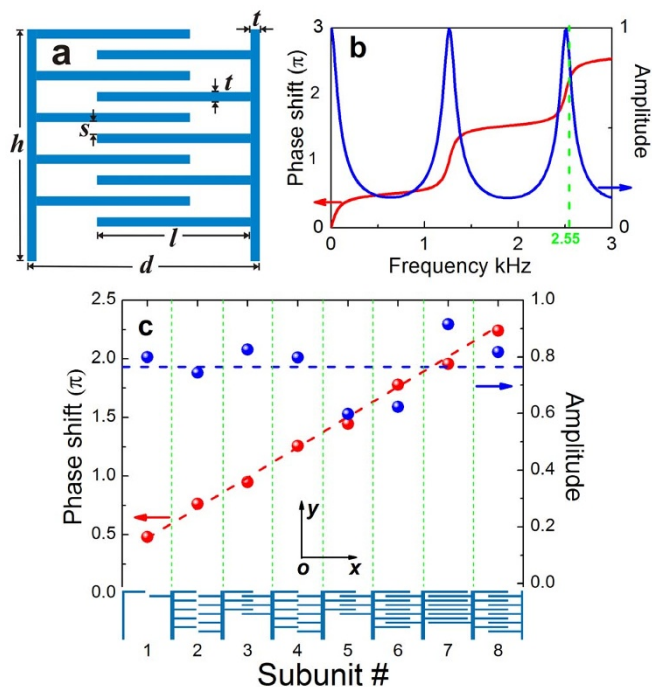 a
t
t
s
h
l
d
b
3
2
1
0
Phase shift (π)
1
0
Amplitude
0
1
2
3
2.55
Frequency kHz
c
2.5
2.0
1.5
1.0
0.5
0.0
Phase shift (π)
1.0
0.8
0.6
0.4
0.2
0.0
Amplitude
y
o
x
1 2 3 4 5 6 7 8
Subunit #